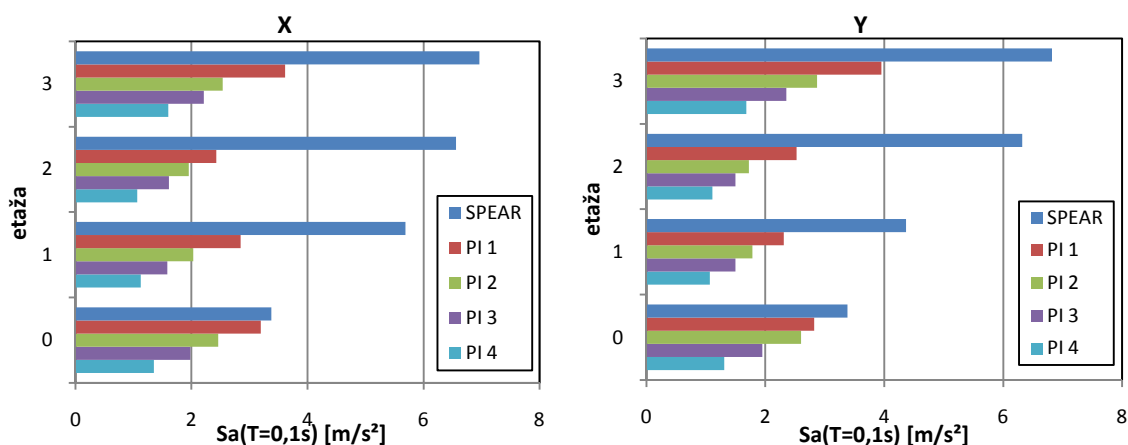 X
3
2
1
0
etaža
0
2
4
6
8
Sa(T=0,1s) [m/s²]
SPEAR
PI 1
PI 2
PI 3
PI 4
Y
3
2
1
0
etaža
0
2
4
6
8
Sa(T=0,1s) [m/s²]
SPEAR
PI 1
PI 2
PI 3
PI 4